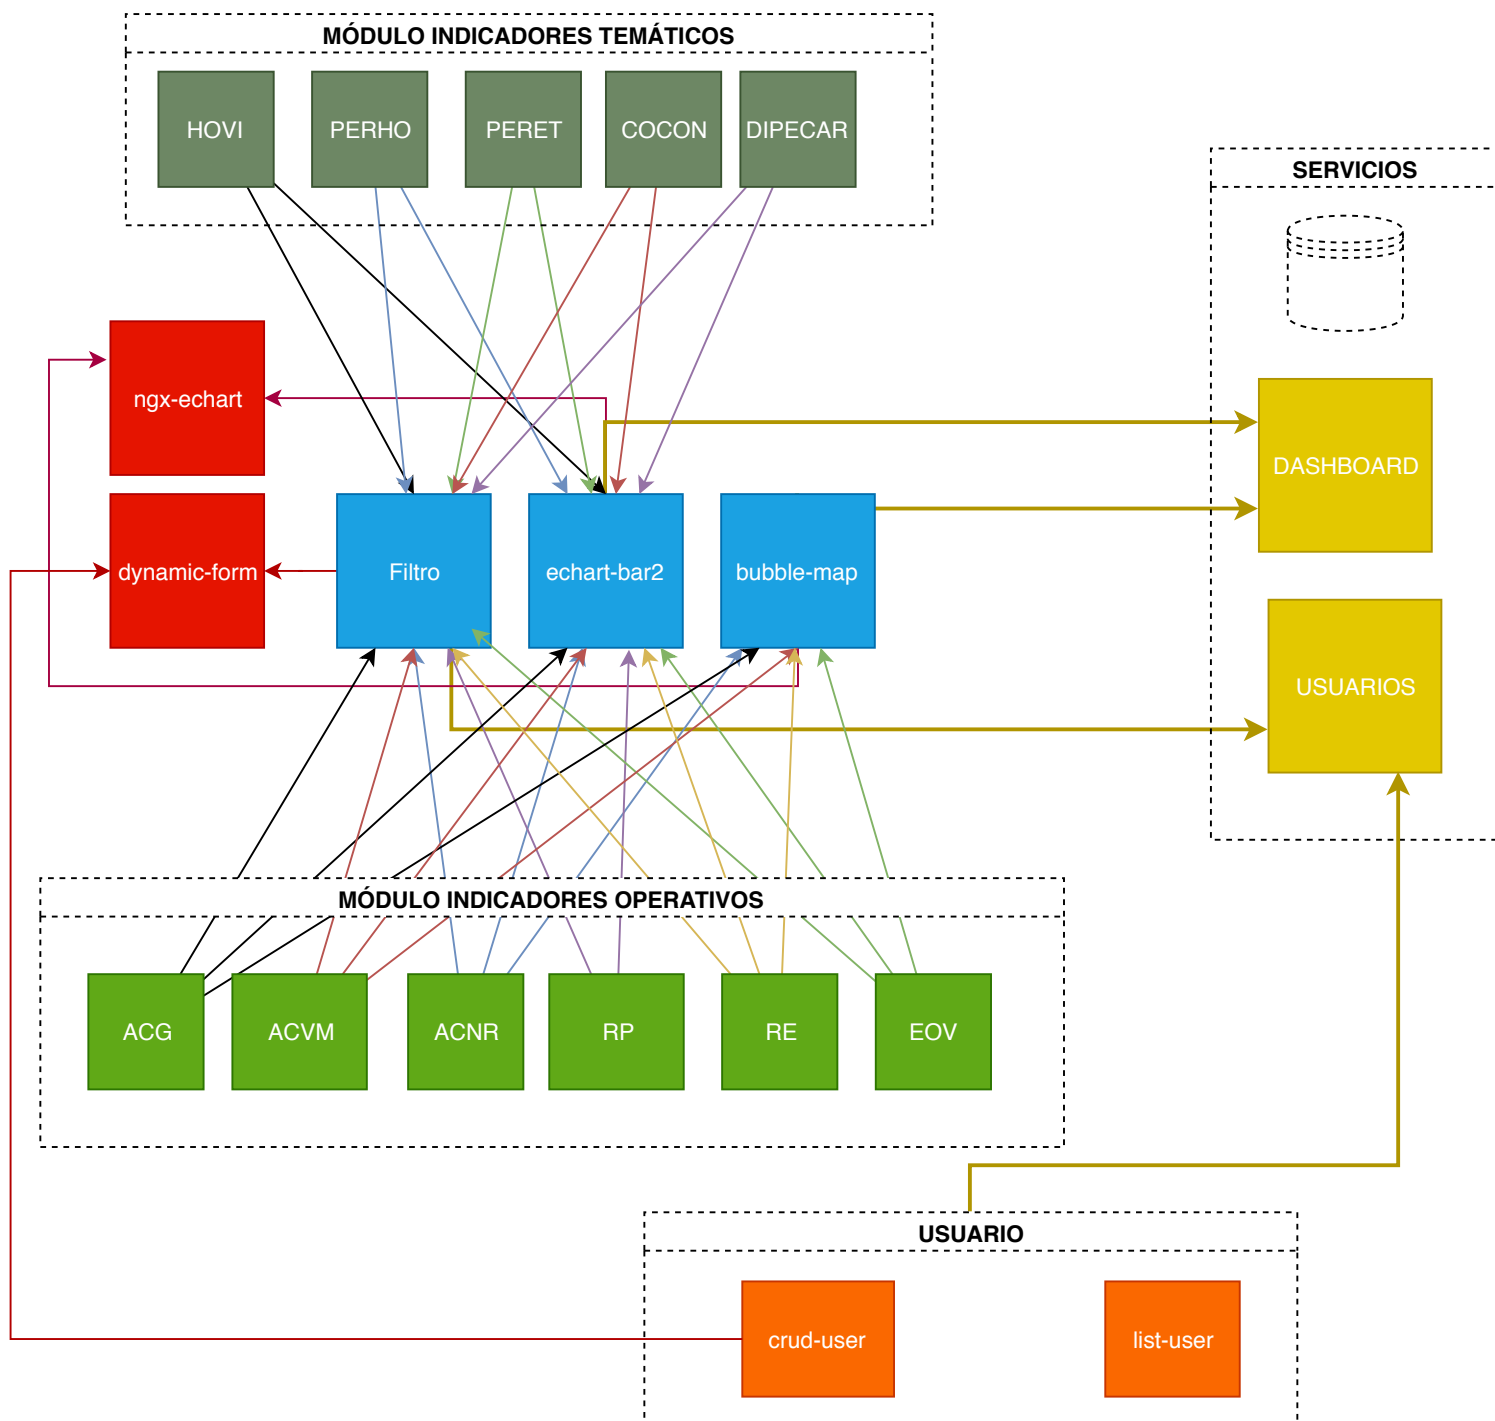 MÓDULO INDICADORES TEMÁTICOS
HOVI
PERHO
PERET
COCON
DIPECAR
SERVICIOS
ngx-echart
DASHBOARD
dynamic-form
Filtro
echart-bar2
bubble-map
USUARIOS
MÓDULO INDICADORES OPERATIVOS
ACG
ACVM
ACNR
RP
RE
EOV
USUARIO
crud-user
list-user